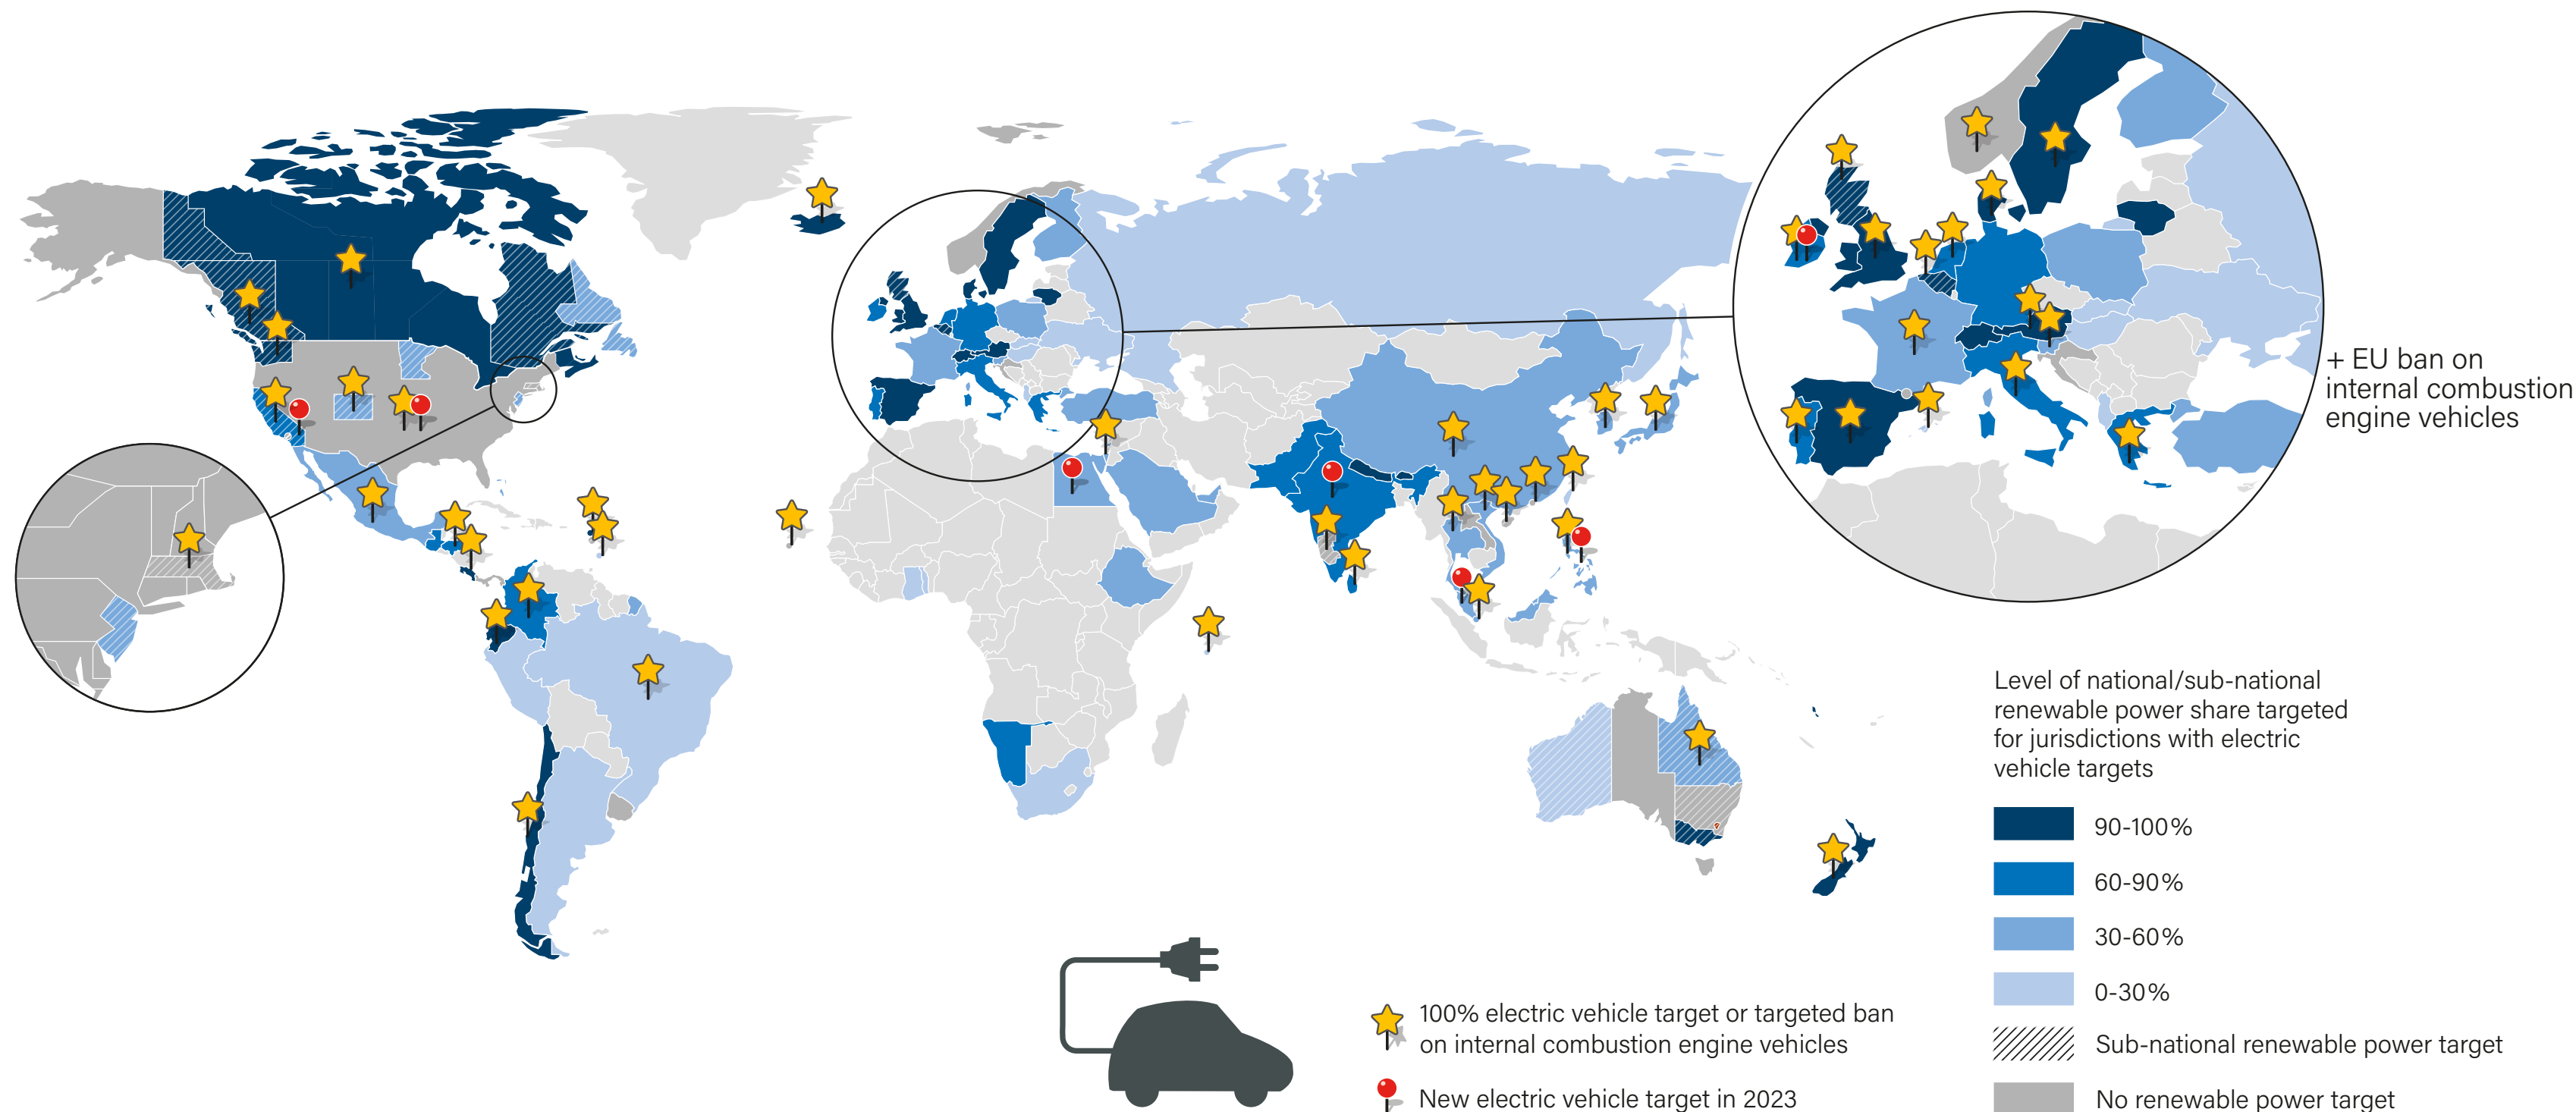 + EU ban on
internal combustion
engine vehicles
Level of national/sub-national
renewable power share targeted
for jurisdictions with electric
vehicle targets
90-100%
60-90%
30-60%
0-30%
Sub-national renewable power target
No renewable power target
100% electric vehicle target or targeted ban
on internal combustion engine vehicles
New electric vehicle target in 2023